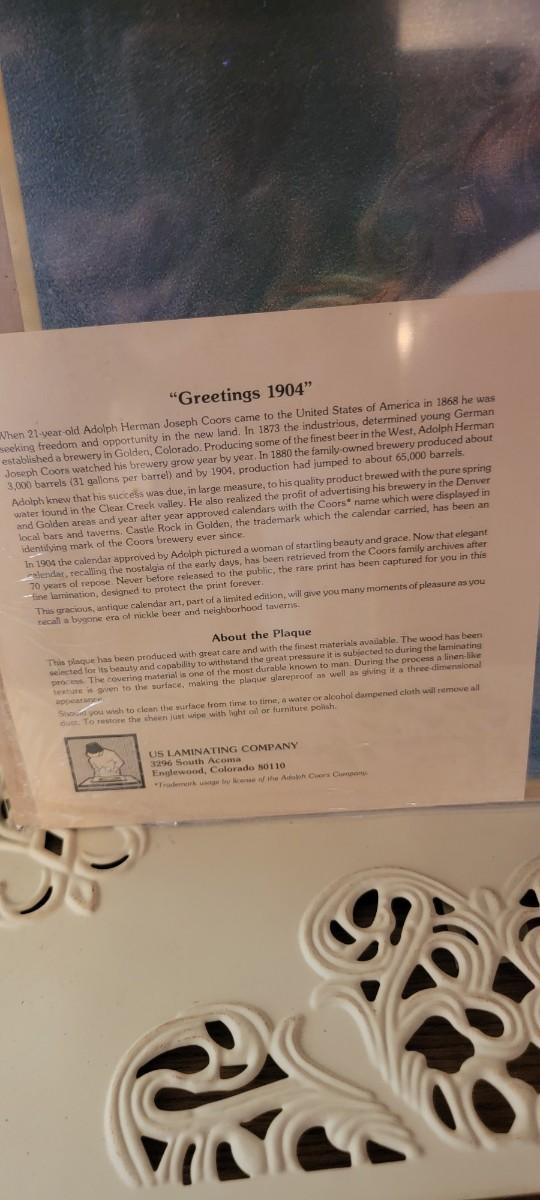 “Greetings 1904”
When 21-year-old Adolph Herman Joseph Coors came to the United States of America in 1868 he was
seeking freedom and opportunity in the new land. In 1873 the industrious, determined young German
established a brewery in Golden, Colorado. Producing some of the finest beer in the West, Adolph Herman
Joseph Coors watched his brewery grow year by year. In 1880 the family-owned brewery produced about
3,000 barrels (31 gallons per barrel) and by 1904, production had jumped to about 65,000 barrels.
Adolph knew that his success was due, in large measure, to his quality product brewed with the pure spring
water found in the Clear Creek valley. He also realized the profit of advertising his brewery in the Denver
and Golden areas and year after year approved calendars with the Coors* name which were displayed in
local bars and taverns. Castle Rock in Golden, the trademark which the calendar carried, has been an
identifying mark of the Coors brewery ever since.
In 1904 the calendar approved by Adolph pictured a woman of startling beauty and grace. Now that elegant
calendar, recalling the nostalgia of the early days, has been retrieved from the Coors family archives after
70 years of repose. Never before released to the public, the rare print has been captured for you in this
fine lamination, designed to protect the print forever.
This gracious, antique calendar art, part of a limited edition, will give you many moments of pleasure as you
recall a bygone era of nickle beer and neighborhood taverns.
About the Plaque
This plaque has been produced with great care and with the finest materials available. The wood has been
selected for its beauty and capability to withstand the great pressure it is subjected to during the laminating
process. The covering material is one of the most durable known to man. During the process a linen-like
texture is given to the surface, making the plaque glareproof as well as giving it a three-dimensional
appearance.
Should you wish to clean the surface from time to time, a water or alcohol dampened cloth will remove all
dust. To restore the sheen just wipe with light oil or furniture polish.
US LAMINATING COMPANY
3296 South Acoma
Englewood, Colorado 80110
*Trademark usage by license of the Adolph Coors Company.